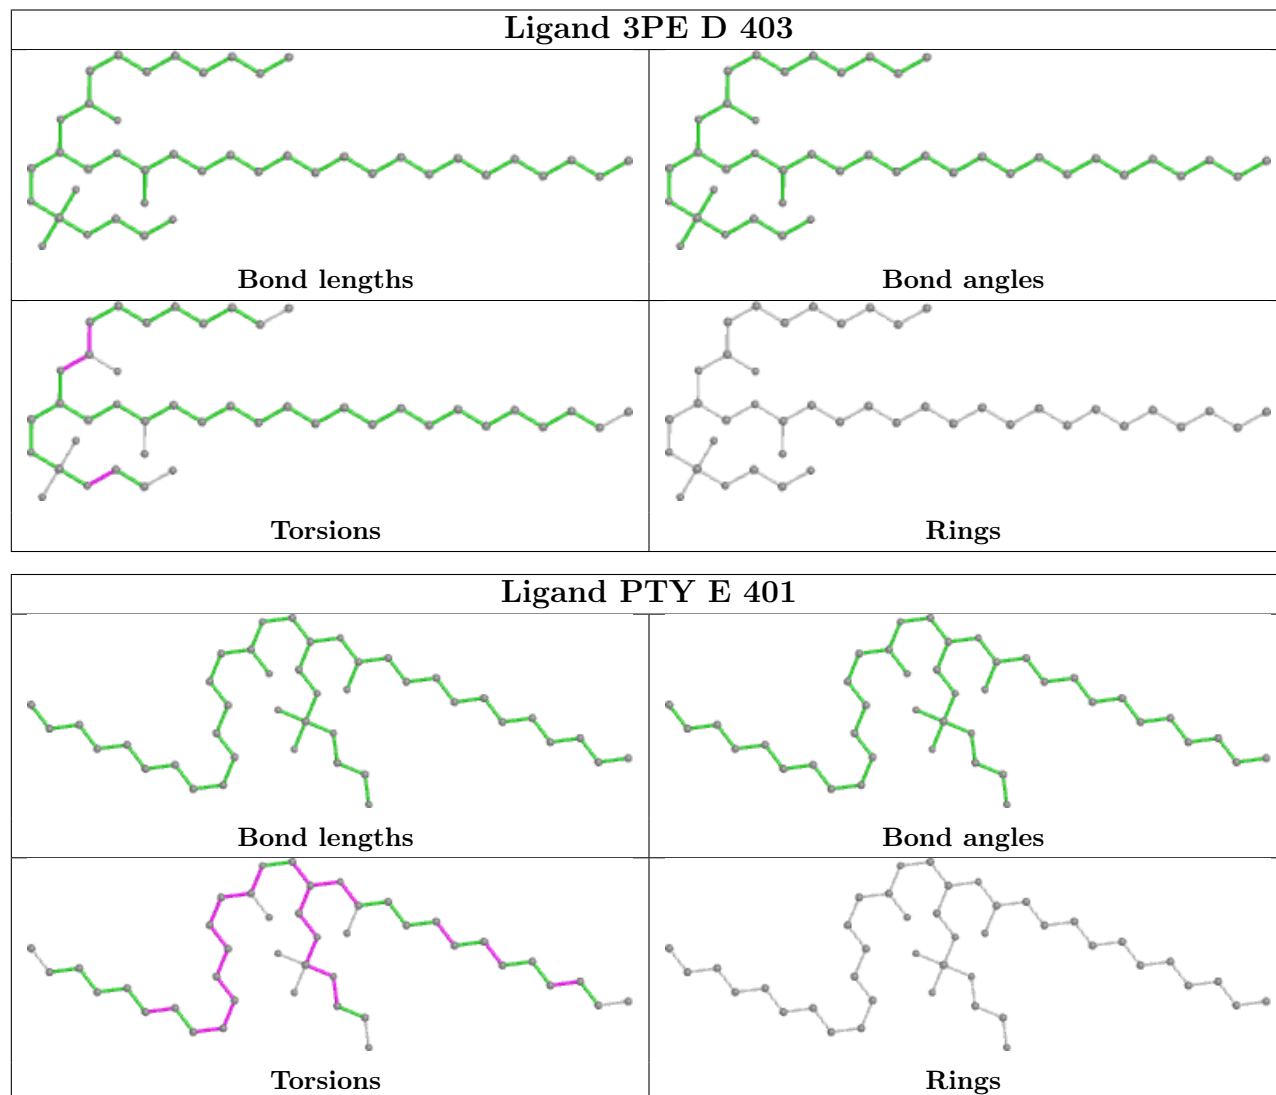 Ligand 3PE D 403
Bond lengths
Bond angles
Torsions
Rings
Ligand PTY E 401
Bond lengths
Bond angles
Torsions
Rings